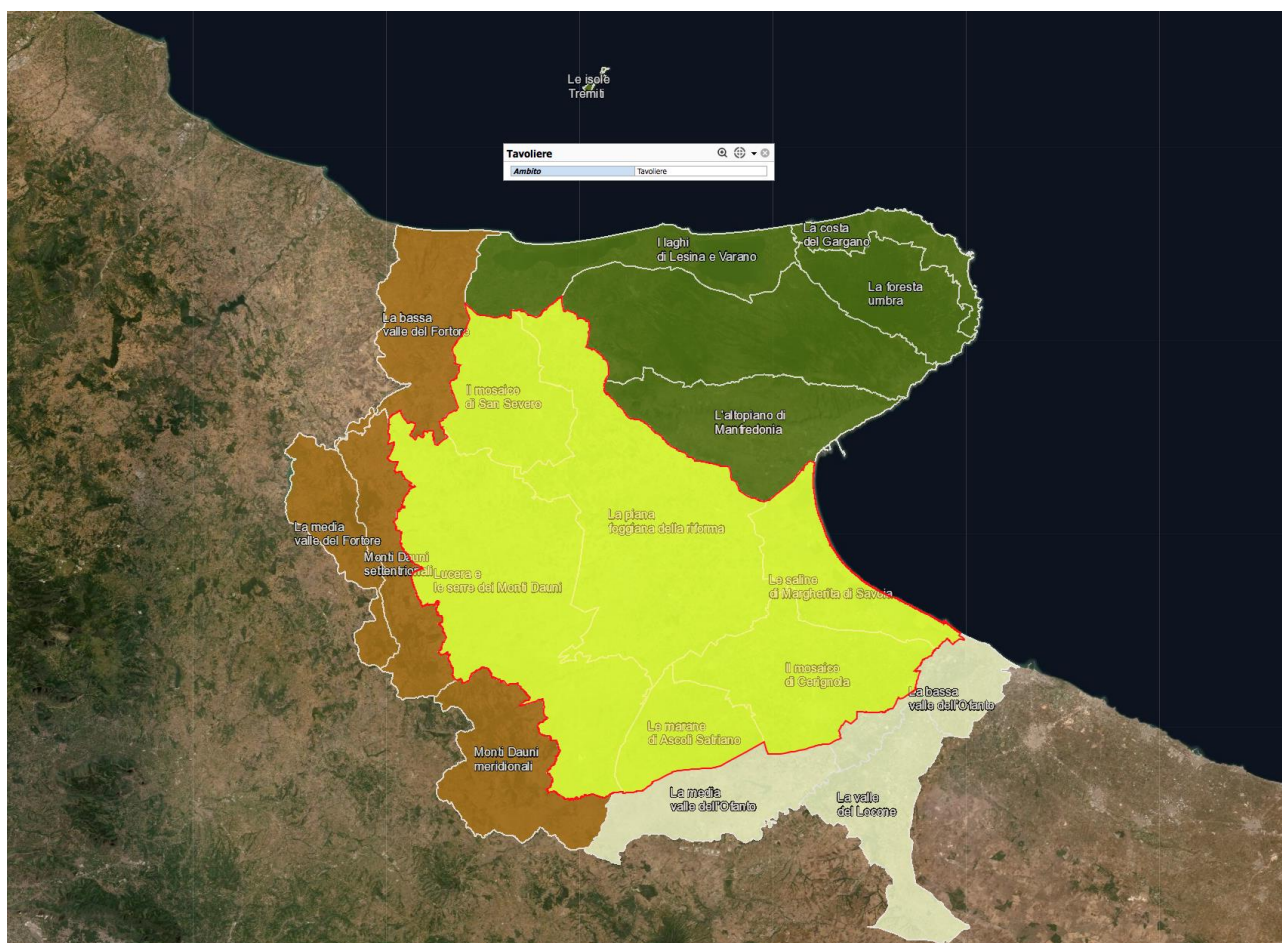 Le isole
Tremiti
Tavoliere
Ambito
Tavoliere
La costa
del Gargano
I laghi
di Lesina e Varano
La foresta
umbra
La bassa
valle del Fortore
Il mosaico
di San Severo
L'altopiano di
Manfredonia
La piana
foggiana della riforma
La media
valle del Fortore
Monti Dauni
settentrionali
Lucera e
le serre dei Monti Dauni
Le saline
di Margherita di Savoia
Il mosaico
di Cerignola
La bassa
valle dell'Ofanto
Le marane
di Ascoli Satriano
Monti Dauni
meridionali
La media
valle dell'Ofanto
La valle
del Locone